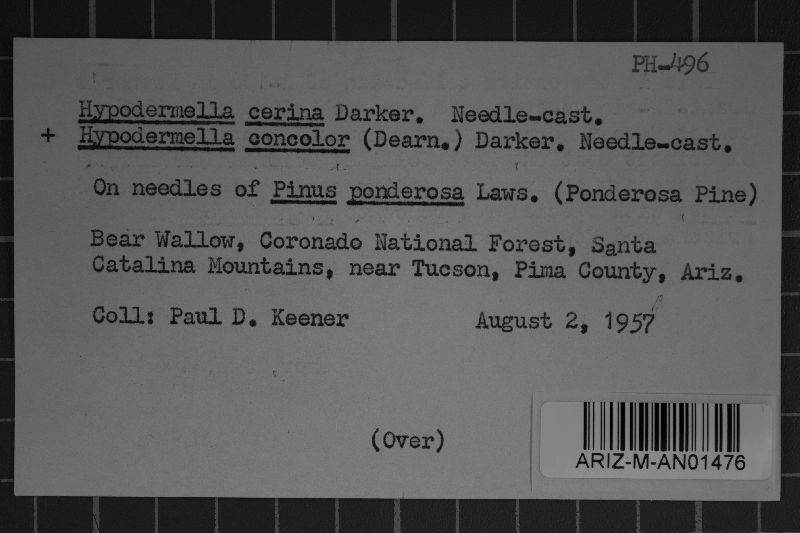 PH-496
Hypodermella cerina Darker. Needle-cast.
+ Hypodermella concolor (Dearn.) Darker. Needle-cast.
On needles of Pinus ponderosa Laws. (Ponderosa Pine)
Bear Wallow, Coronado National Forest, Santa
Catalina Mountains, near Tucson, Pima County, Ariz.
Coll: Paul D. Keener August 2, 1957
(Over)
ARIZ-M-AN01476